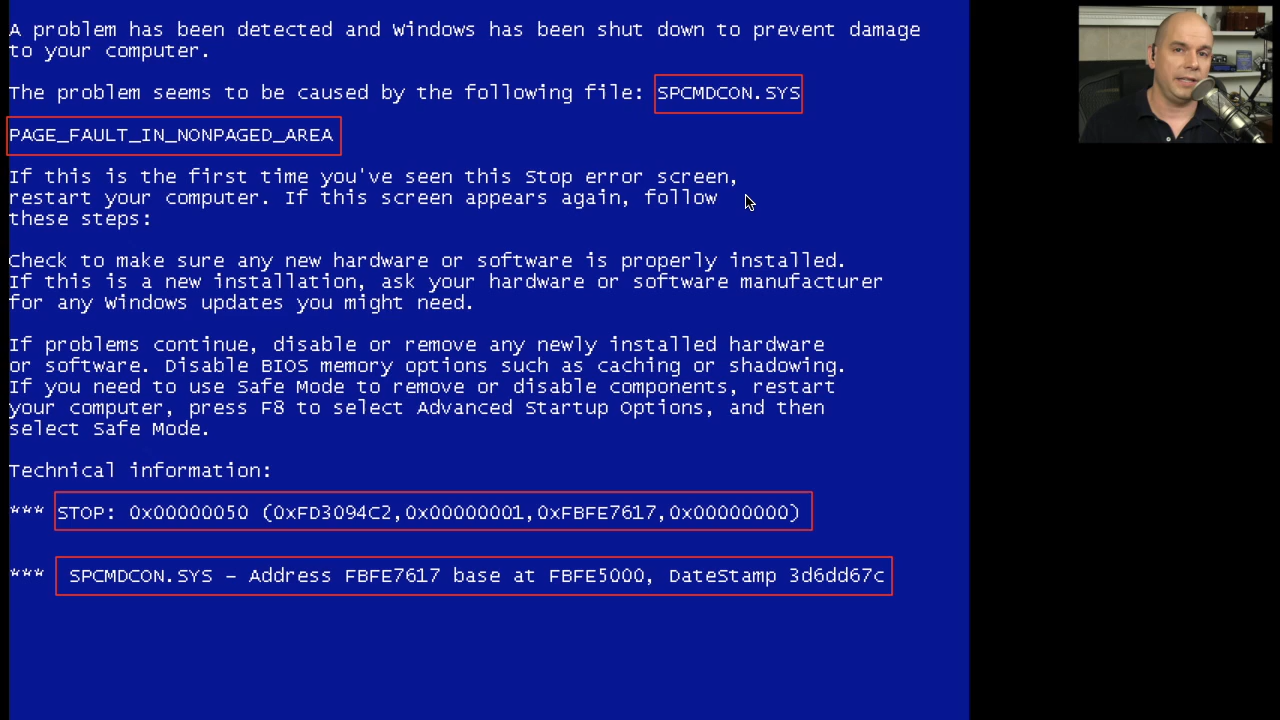 A problem has been detected and Windows has been shut down to prevent damage
to your computer.
The problem seems to be caused by the following file: SPCMDCON.SYS
PAGE_FAULT_IN_NONPAGED_AREA
If this is the first time you've seen this Stop error screen,
restart your computer. If this screen appears again, follow
these steps:
Check to make sure any new hardware or software is properly installed.
If this is a new installation, ask your hardware or software manufacturer
for any Windows updates you might need.
If problems continue, disable or remove any newly installed hardware
or software. Disable BIOS memory options such as caching or shadowing.
If you need to use Safe Mode to remove or disable components, restart
your computer, press F8 to select Advanced Startup Options, and then
select Safe Mode.
Technical information:
*** STOP: 0x00000050 (0xFD3094C2,0x00000001,0xFBFE7617,0x00000000)
*** SPCMDCON.SYS – Address FBFE7617 base at FBFE5000, DateStamp 3d6dd67c